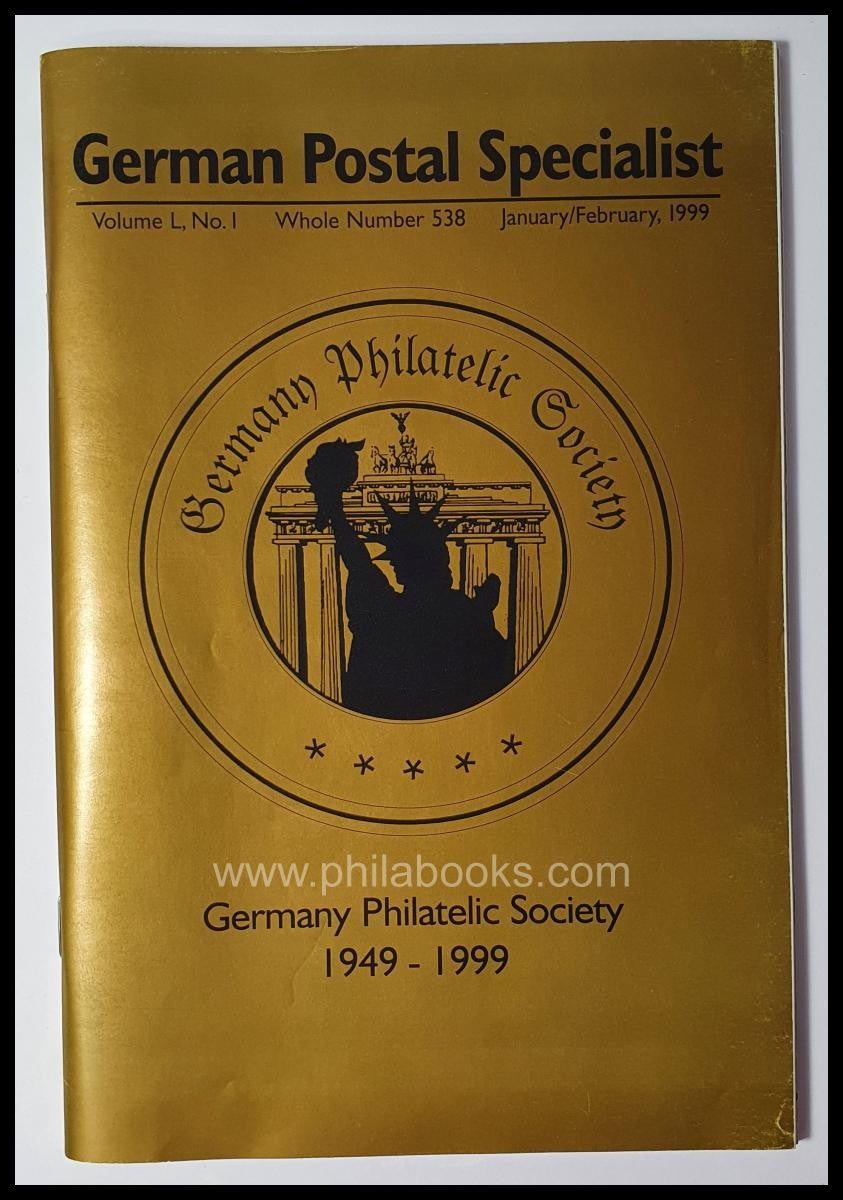 German Postal Specialist
Volume L, No. 1 Whole Number 538 January/February, 1999
Germany Philatelic Society
www.philabooks.com
Germany Philatelic Society
1949 - 1999